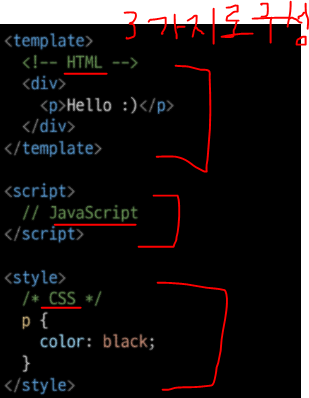 3가지로 구성
<template>
<!-- HTML -->
<div>
<p>Hello :)</p>
</div>
</template>
<script>
// JavaScript
</script>
<style>
/* CSS */
p {
color: black;
}
</style>